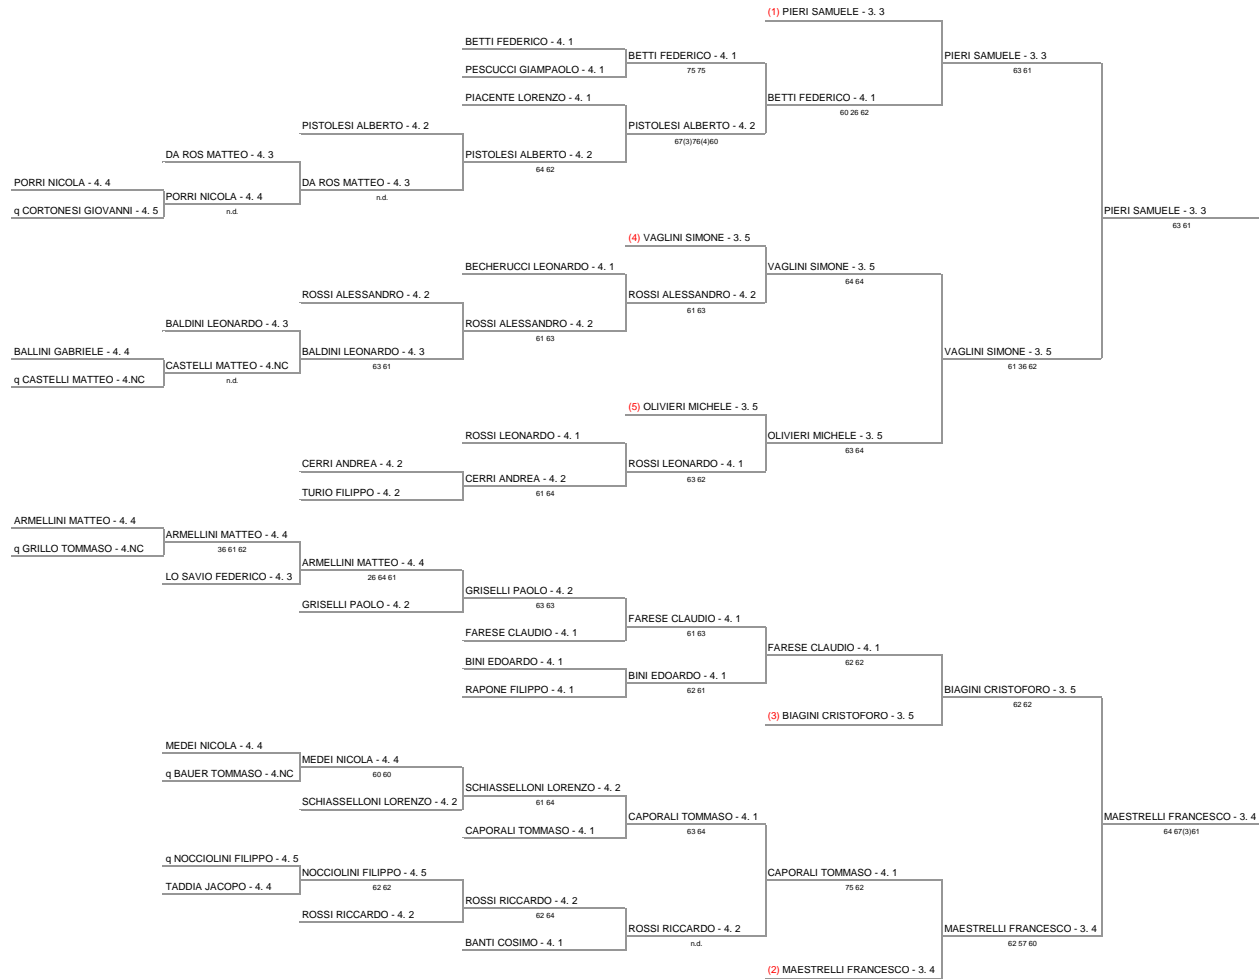 (1) PIERI SAMUELE - 3. 3
BETTI FEDERICO - 4. 1
BETTI FEDERICO - 4. 1
PIERI SAMUELE - 3. 3
PESCUCCI GIAMPAOLO - 4. 1
75 75
63 61
PIACENTE LORENZO - 4. 1
BETTI FEDERICO - 4. 1
60 26 62
PISTOLESI ALBERTO - 4. 2
PISTOLESI ALBERTO - 4. 2
67(3)76(4)60
DA ROS MATTEO - 4. 3
PISTOLESI ALBERTO - 4. 2
64 62
PORRI NICOLA - 4. 4
DA ROS MATTEO - 4. 3
PORRI NICOLA - 4. 4
n.d.
q CORTONESI GIOVANNI - 4. 5
n.d.
PIERI SAMUELE - 3. 3
63 61
(4) VAGLINI SIMONE - 3. 5
BECHERUCCI LEONARDO - 4. 1
VAGLINI SIMONE - 3. 5
64 64
ROSSI ALESSANDRO - 4. 2
ROSSI ALESSANDRO - 4. 2
61 63
BALDINI LEONARDO - 4. 3
ROSSI ALESSANDRO - 4. 2
61 63
BALLINI GABRIELE - 4. 4
BALDINI LEONARDO - 4. 3
VAGLINI SIMONE - 3. 5
CASTELLI MATTEO - 4.NC
63 61
61 36 62
q CASTELLI MATTEO - 4.NC
n.d.
(5) OLIVIERI MICHELE - 3. 5
ROSSI LEONARDO - 4. 1
OLIVIERI MICHELE - 3. 5
63 64
CERRI ANDREA - 4. 2
ROSSI LEONARDO - 4. 1
CERRI ANDREA - 4. 2
63 62
TURIO FILIPPO - 4. 2
61 64
ARMELLINI MATTEO - 4. 4
ARMELLINI MATTEO - 4. 4
q GRILLO TOMMASO - 4.NC
36 61 62
ARMELLINI MATTEO - 4. 4
LO SAVIO FEDERICO - 4. 3
26 64 61
GRISELLI PAOLO - 4. 2
GRISELLI PAOLO - 4. 2
63 63
FARESE CLAUDIO - 4. 1
FARESE CLAUDIO - 4. 1
61 63
FARESE CLAUDIO - 4. 1
BINI EDOARDO - 4. 1
62 62
BINI EDOARDO - 4. 1
RAPONE FILIPPO - 4. 1
62 61
BIAGINI CRISTOFORO - 3. 5
62 62
(3) BIAGINI CRISTOFORO - 3. 5
MEDEI NICOLA - 4. 4
MEDEI NICOLA - 4. 4
q BAUER TOMMASO - 4.NC
60 60
SCHIASSELLONI LORENZO - 4. 2
SCHIASSELLONI LORENZO - 4. 2
61 64
CAPORALI TOMMASO - 4. 1
MAESTRELLI FRANCESCO - 3. 4
CAPORALI TOMMASO - 4. 1
63 64
64 67(3)61
q NOCCIOLINI FILIPPO - 4. 5
NOCCIOLINI FILIPPO - 4. 5
CAPORALI TOMMASO - 4. 1
TADDIA JACOPO - 4. 4
62 62
75 62
ROSSI RICCARDO - 4. 2
ROSSI RICCARDO - 4. 2
62 64
ROSSI RICCARDO - 4. 2
MAESTRELLI FRANCESCO - 3. 4
BANTI COSIMO - 4. 1
n.d.
62 57 60
(2) MAESTRELLI FRANCESCO - 3. 4